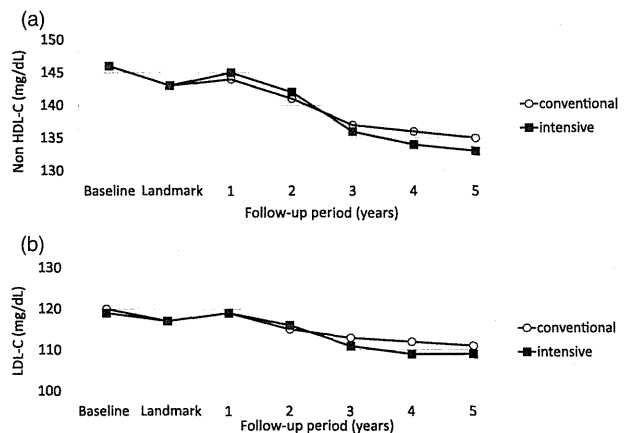 (a)
Non HDL-C (mg/dL)
150
145
140
135
130
Baseline Landmark 1 2 3 4 5
Follow-up period (years)
conventional
intensive
(b)
LDL-C (mg/dL)
130
120
110
100
Baseline Landmark 1 2 3 4 5
Follow-up period (years)
conventional
intensive